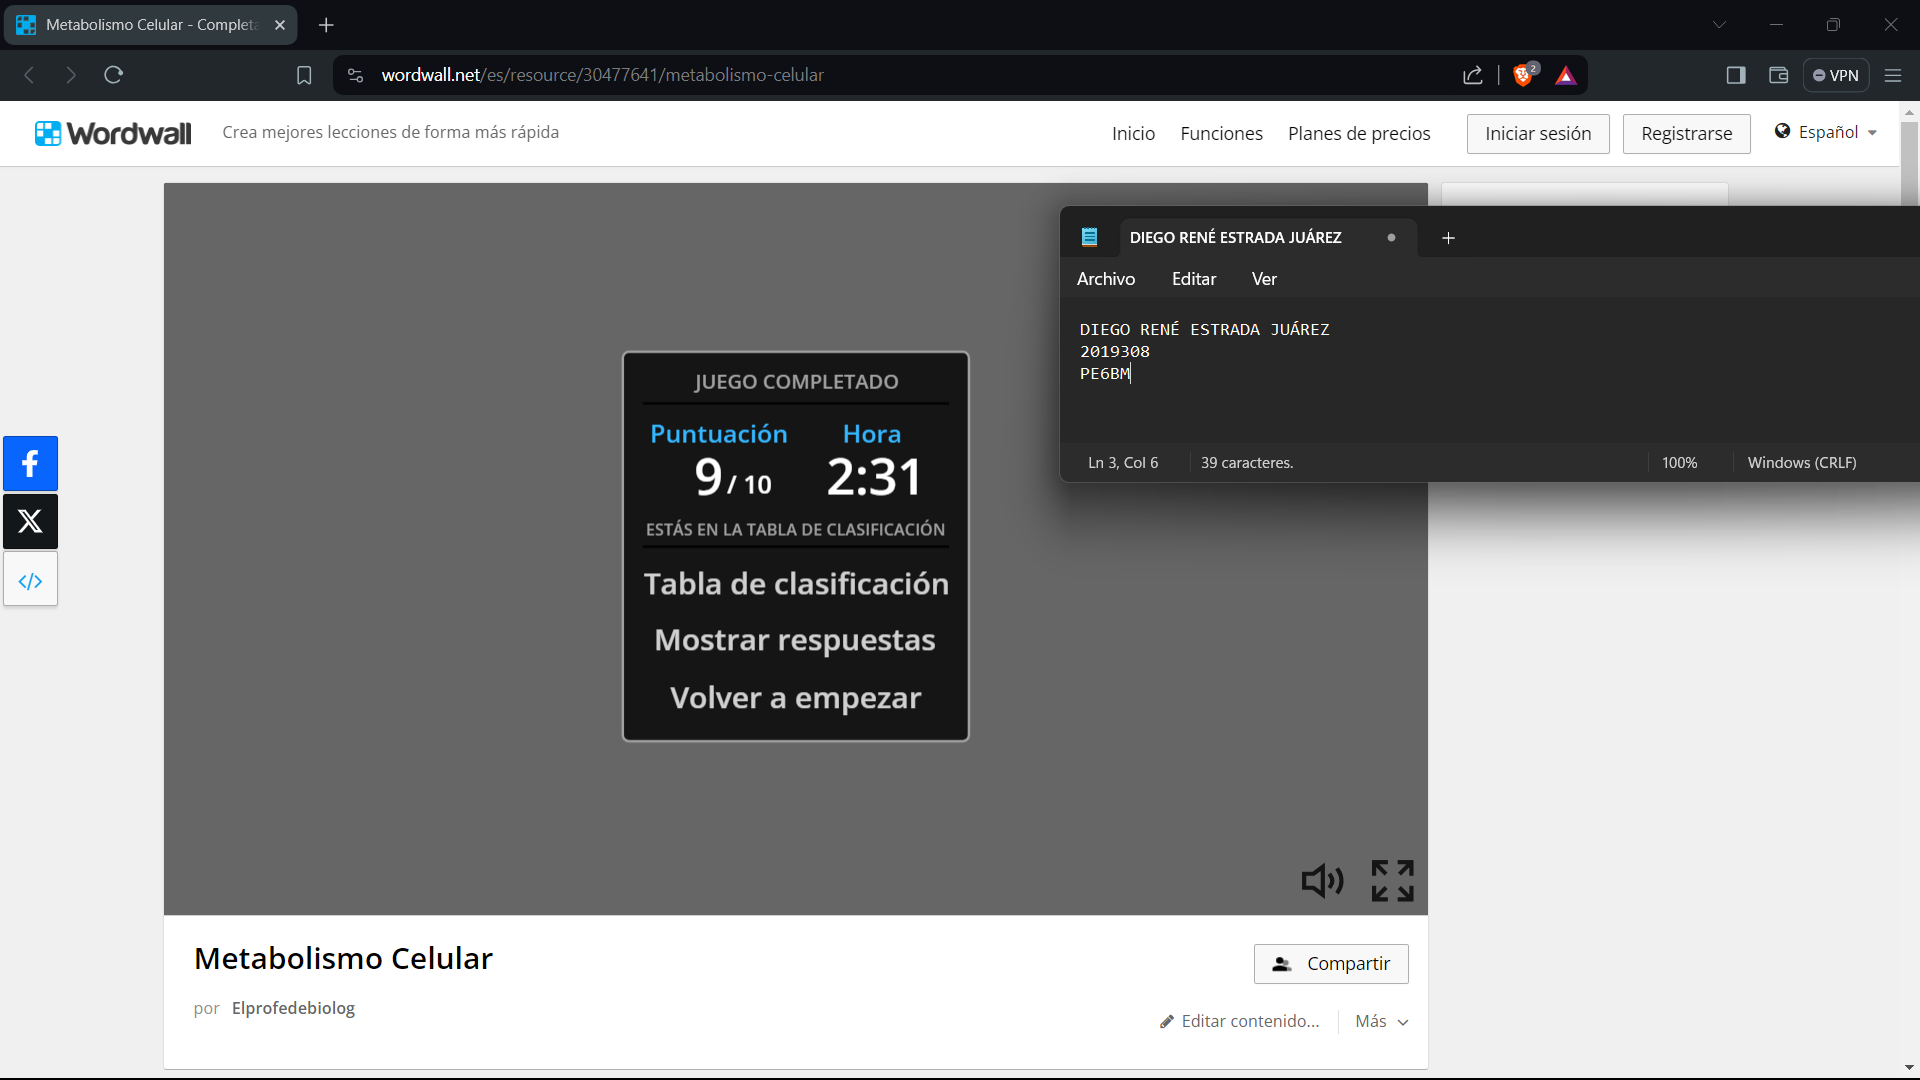 Metabolismo Celular - Complet
wordwall.net/es/resource/30477641/metabolismo-celular
2
VPN
Wordwall
Crea mejores lecciones de forma más rápida
Inicio
Funciones
Planes de precios
Iniciar sesión
Registrarse
Español
DIEGO RENÉ ESTRADA JUÁREZ
Archivo
Editar
Ver
DIEGO RENÉ ESTRADA JUÁREZ
2019308
PE6BM
Ln 3, Col 6
39 caracteres.
100%
Windows (CRLF)
JUEGO COMPLETADO
Puntuación
Hora
9/ 10
2:31
ESTÁS EN LA TABLA DE CLASIFICACIÓN
Tabla de clasificación
Mostrar respuestas
Volver a empezar
Metabolismo Celular
Compartir
por Elprofedebiolog
Editar contenido...
Más